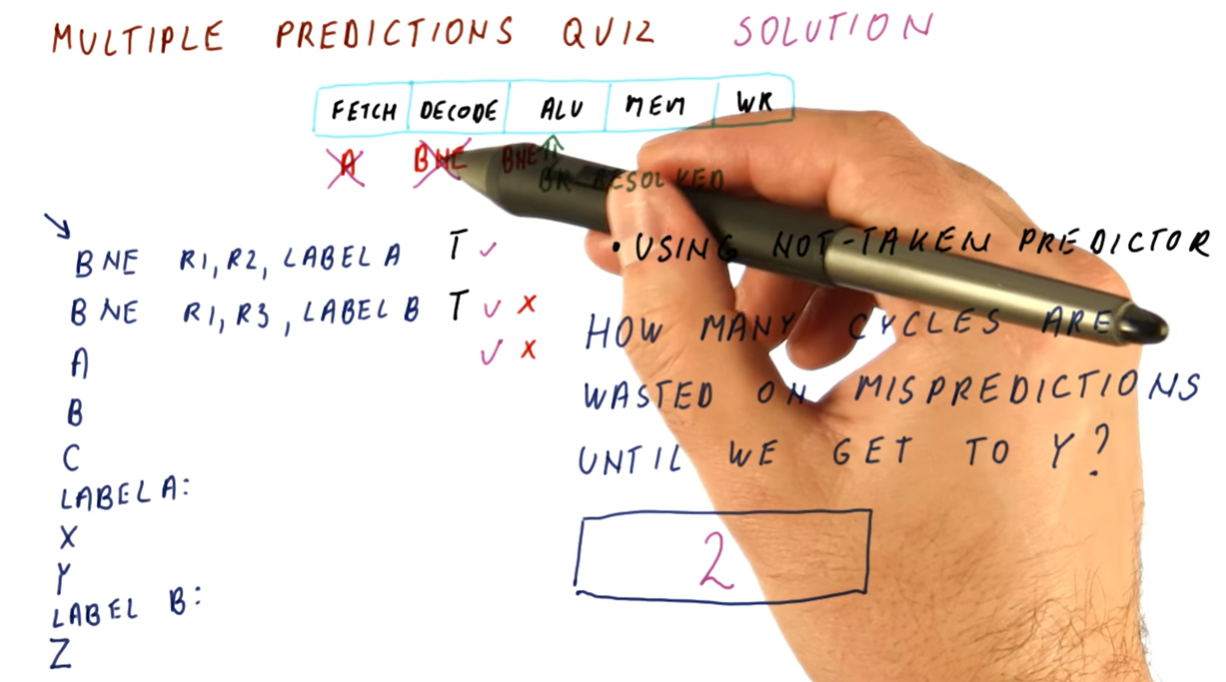 MULTIPLE PREDICTIONS QUIZ SOLUTION
FETCH DECODE ALU MEM WR
A BNE BNE
BR RESOLVED
BNE R1, R2, LABEL A T
• USING NOT-TAKEN PREDICTOR
BNE R1, R3, LABEL B T
A
B
C
LABEL A:
X
Y
LABEL B:
Z
HOW MANY CYCLES ARE
WASTED ON MISPREDICTIONS
UNTIL WE GET TO Y?
2